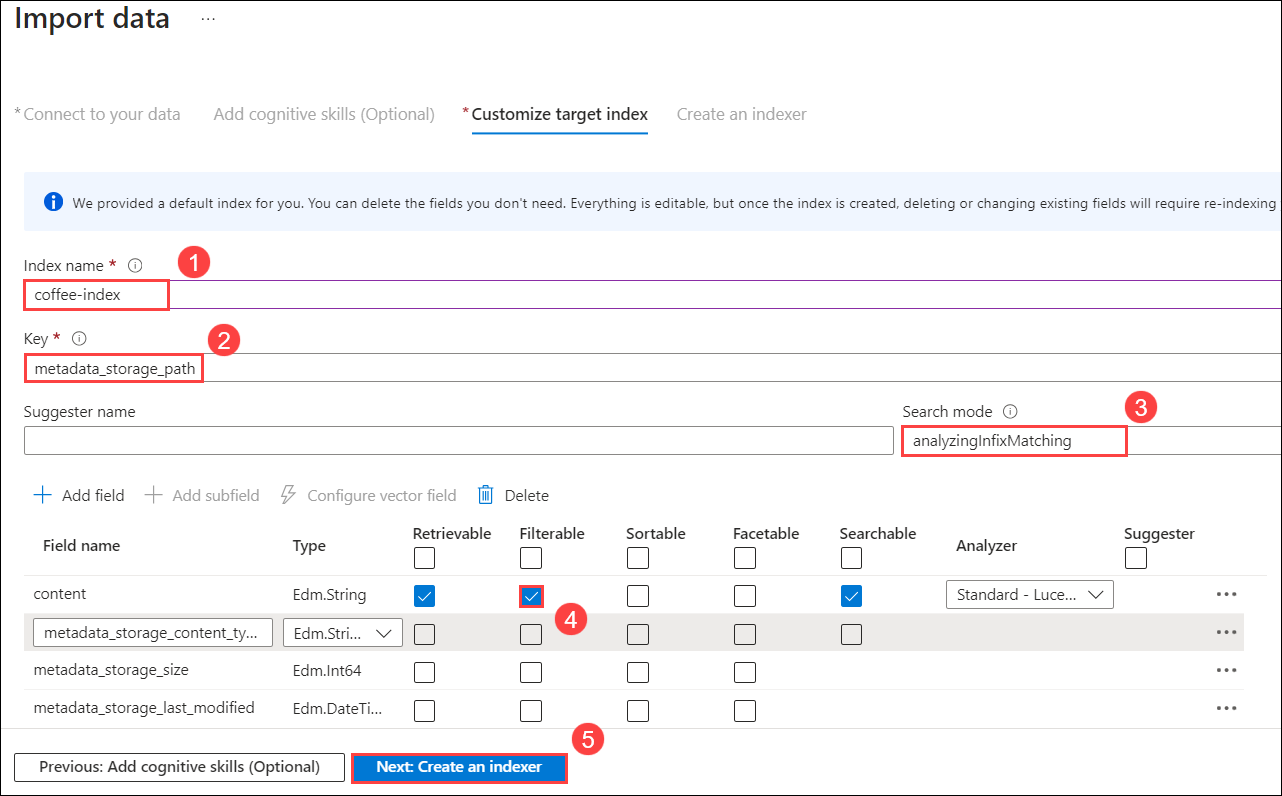 Import data ...
* Connect to your data Add cognitive skills (Optional) * Customize target index Create an indexer
We provided a default index for you. You can delete the fields you don't need. Everything is editable, but once the index is created, deleting or changing existing fields will require re-indexing
Index name * 1
coffee-index
Key * 2
metadata_storage_path
Suggester name Search mode 3
analyzingInfixMatching
Add field Add subfield Configure vector field Delete
Field name Type Retrievable Filterable Sortable Facetable Searchable Analyzer Suggester
content Edm.String Standard - Luce... ...
4
metadata_storage_content_ty... Edm.Stri... ...
metadata_storage_size Edm.Int64 ...
metadata_storage_last_modified Edm.DateTi... ...
5
Previous: Add cognitive skills (Optional) Next: Create an indexer